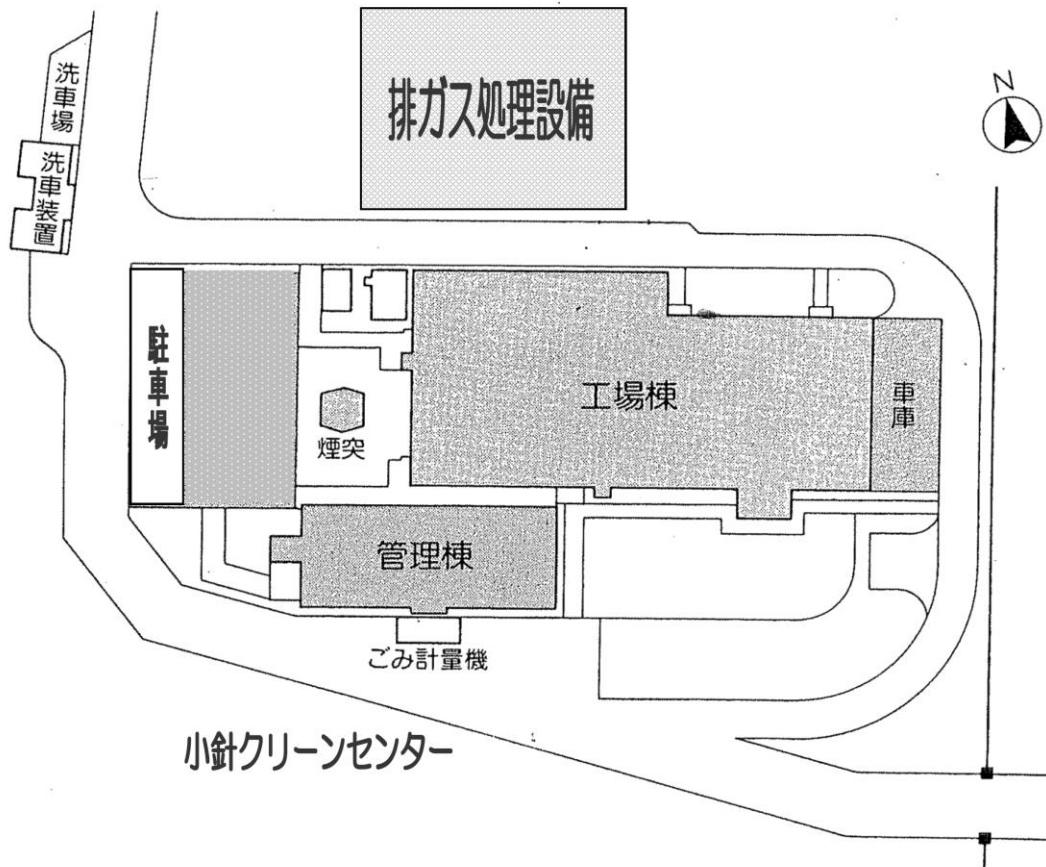 排ガス処理設備
N
洗車場
洗車装置
駐車場
煙突
工場棟
車庫
管理棟
ごみ計量機
小針クリーンセンター